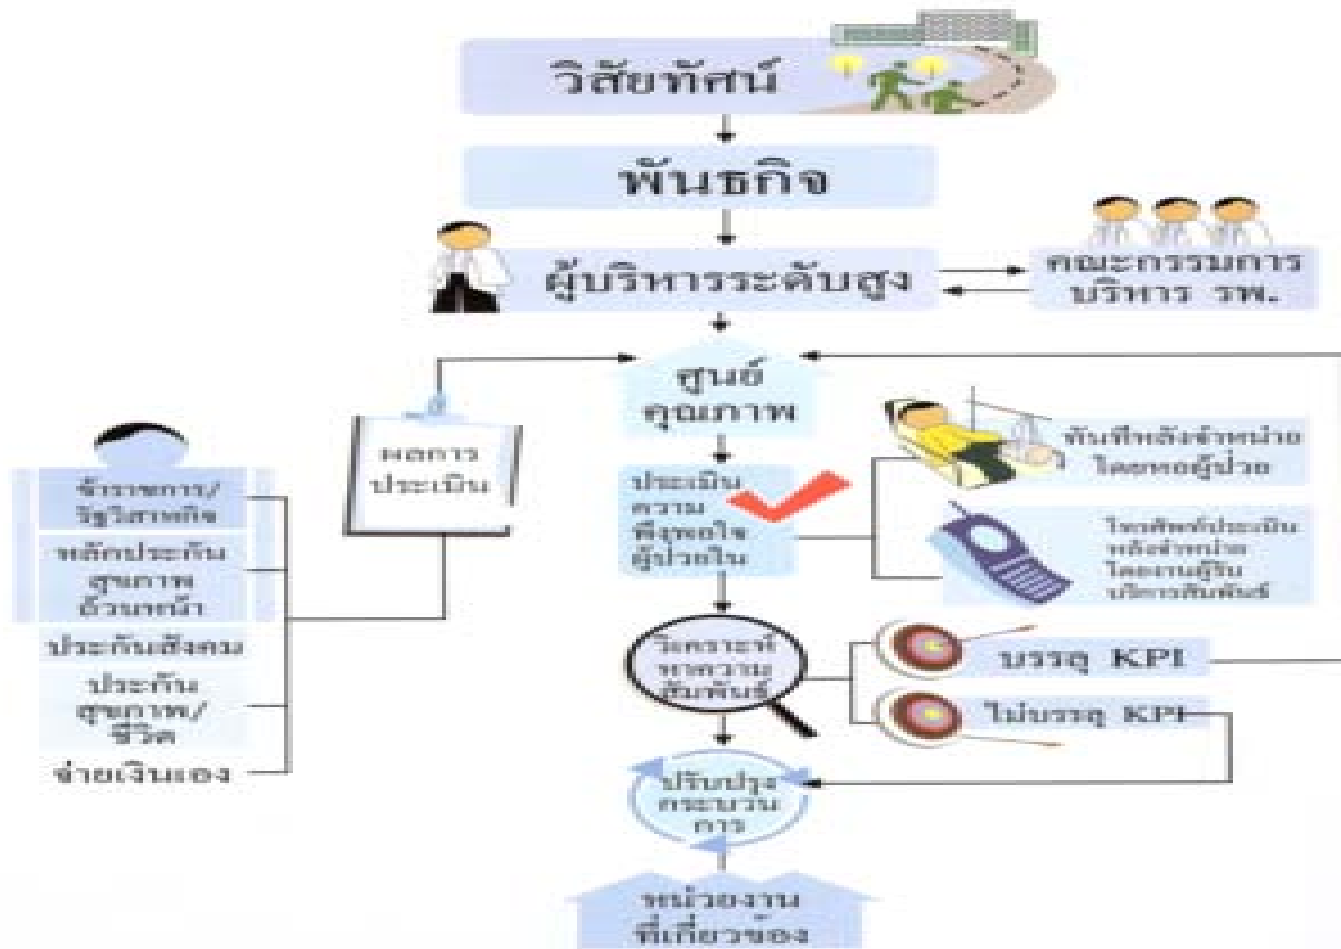 วิสัยทัศน์
พันธกิจ
ผู้บริหารระดับสูง
คณะกรรมการ
บริหาร รพ.
ศูนย์
คุณภาพ
ผลการ
ประเมิน
ข้าราชการ/
รัฐวิสาหกิจ
หลักประกัน
สุขภาพ
ถ้วนหน้า
ประกันสังคม
ประกัน
สุขภาพ/
ชีวิต
จ่ายเงินเอง
ประเมิน
ความ
พึงพอใจ
ผู้ป่วยใน
ทันทีหลังจำหน่าย
โดยหอผู้ป่วย
โทรศัพท์ประเมิน
หลังจำหน่าย
โดยงานผู้รับ
บริการสัมพันธ์
วิเคราะห์
หาความ
สัมพันธ์
บรรลุ KPI
ไม่บรรลุ KPI
ปรับปรุง
กระบวน
การ
หน่วยงาน
ที่เกี่ยวข้อง